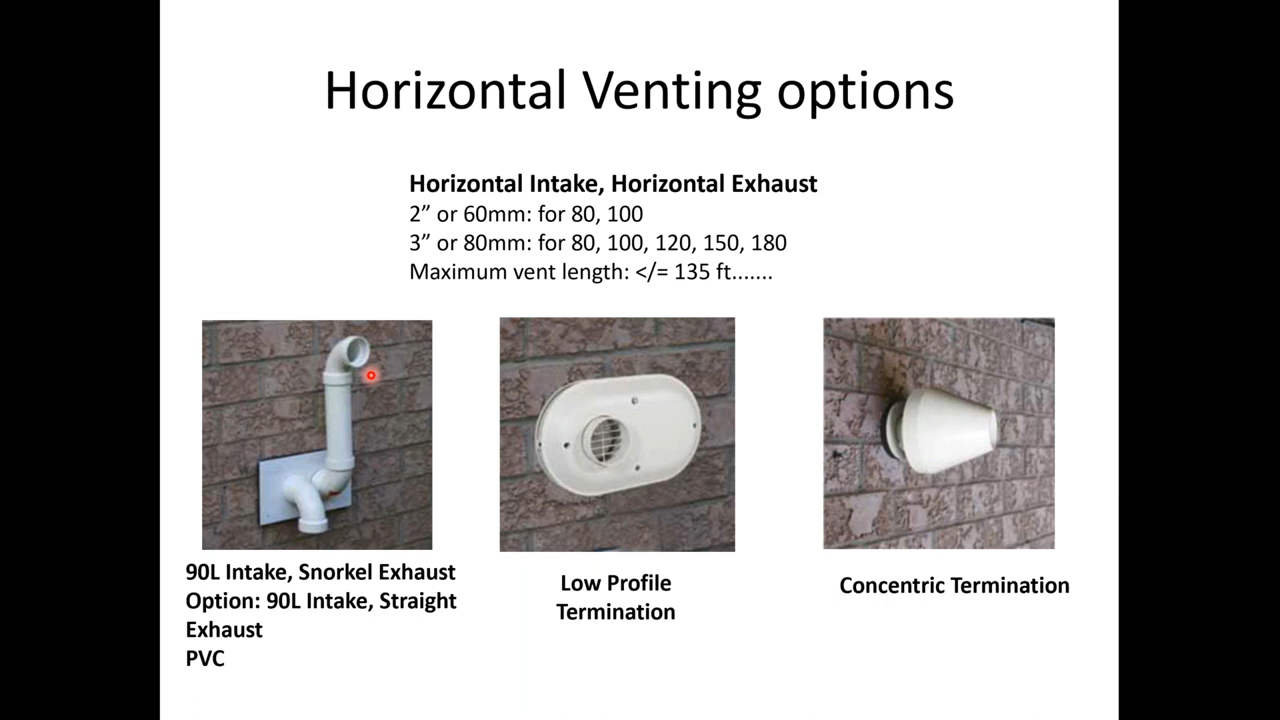 Horizontal Venting options
Horizontal Intake, Horizontal Exhaust
2” or 60mm: for 80, 100
3” or 80mm: for 80, 100, 120, 150, 180
Maximum vent length: </= 135 ft.......
90L Intake, Snorkel Exhaust
Option: 90L Intake, Straight
Exhaust
PVC
Low Profile
Termination
Concentric Termination